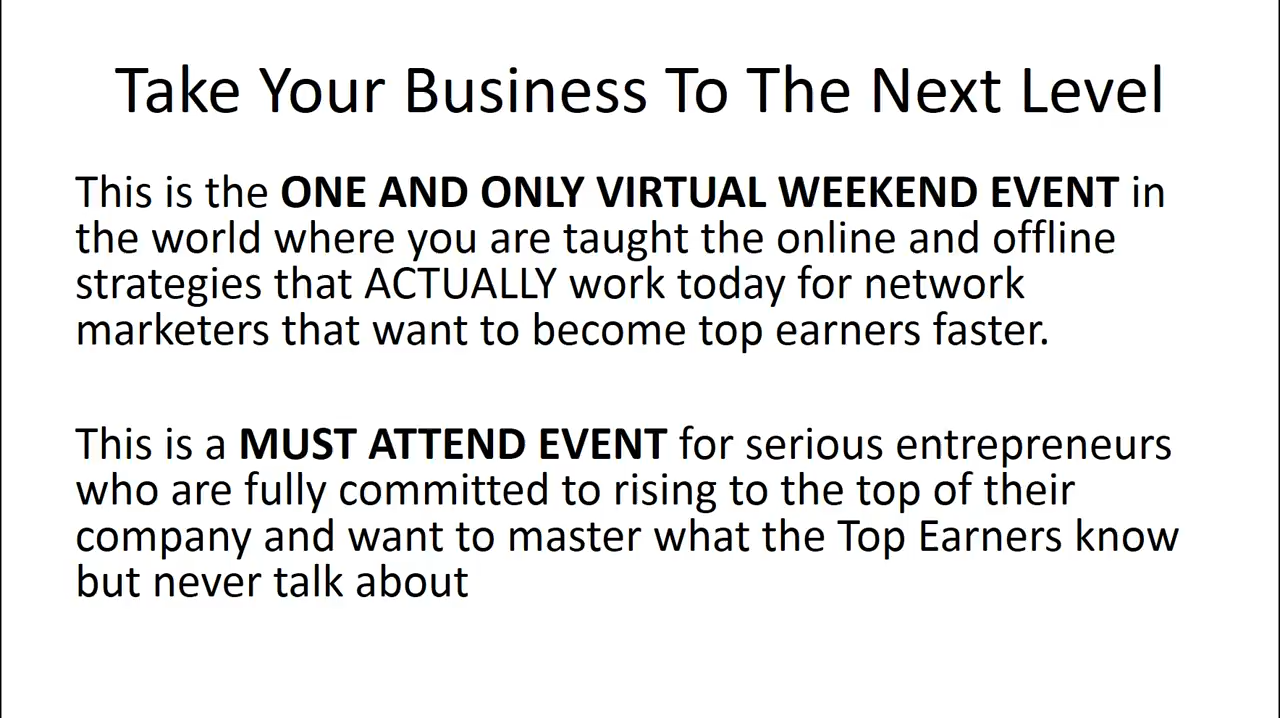 Take Your Business To The Next Level
This is the ONE AND ONLY VIRTUAL WEEKEND EVENT in
the world where you are taught the online and offline
strategies that ACTUALLY work today for network
marketers that want to become top earners faster.
This is a MUST ATTEND EVENT for serious entrepreneurs
who are fully committed to rising to the top of their
company and want to master what the Top Earners know
but never talk about